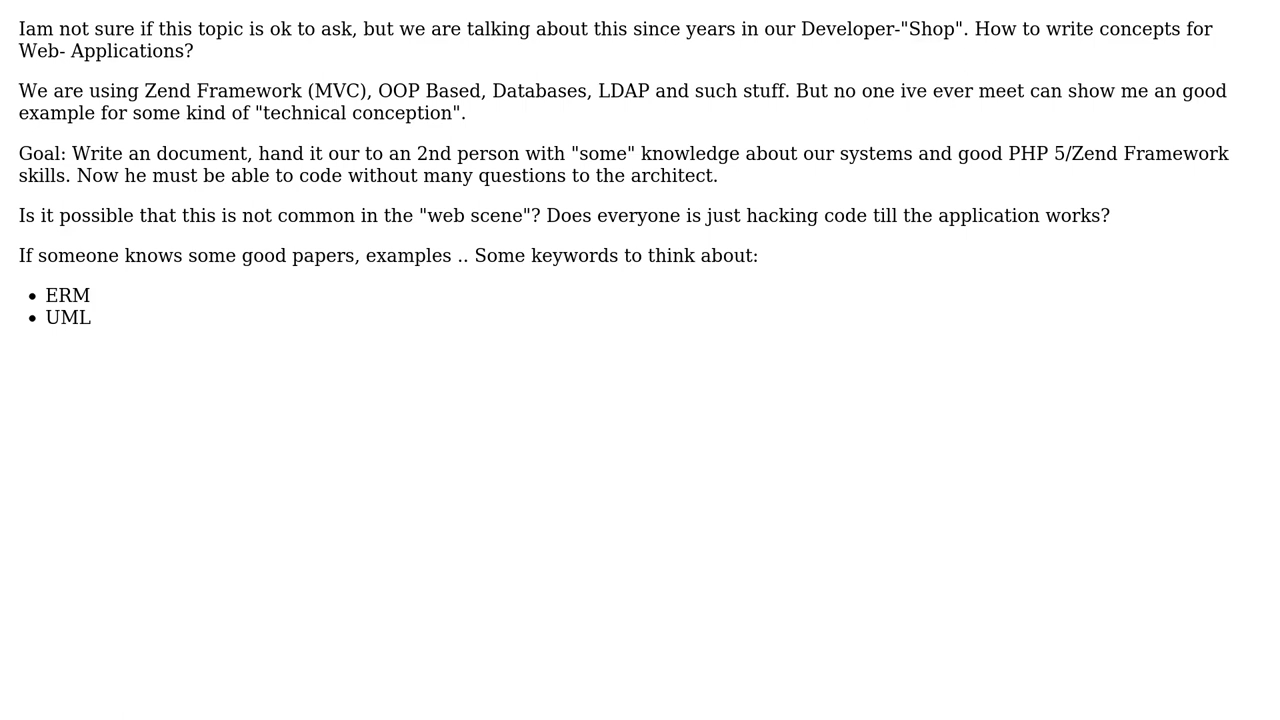 Iam not sure if this topic is ok to ask, but we are talking about this since years in our Developer-"Shop". How to write concepts for
Web- Applications?
We are using Zend Framework (MVC), OOP Based, Databases, LDAP and such stuff. But no one ive ever meet can show me an good
example for some kind of "technical conception".
Goal: Write an document, hand it our to an 2nd person with "some" knowledge about our systems and good PHP 5/Zend Framework
skills. Now he must be able to code without many questions to the architect.
Is it possible that this is not common in the "web scene"? Does everyone is just hacking code till the application works?
If someone knows some good papers, examples .. Some keywords to think about:
• ERM
• UML